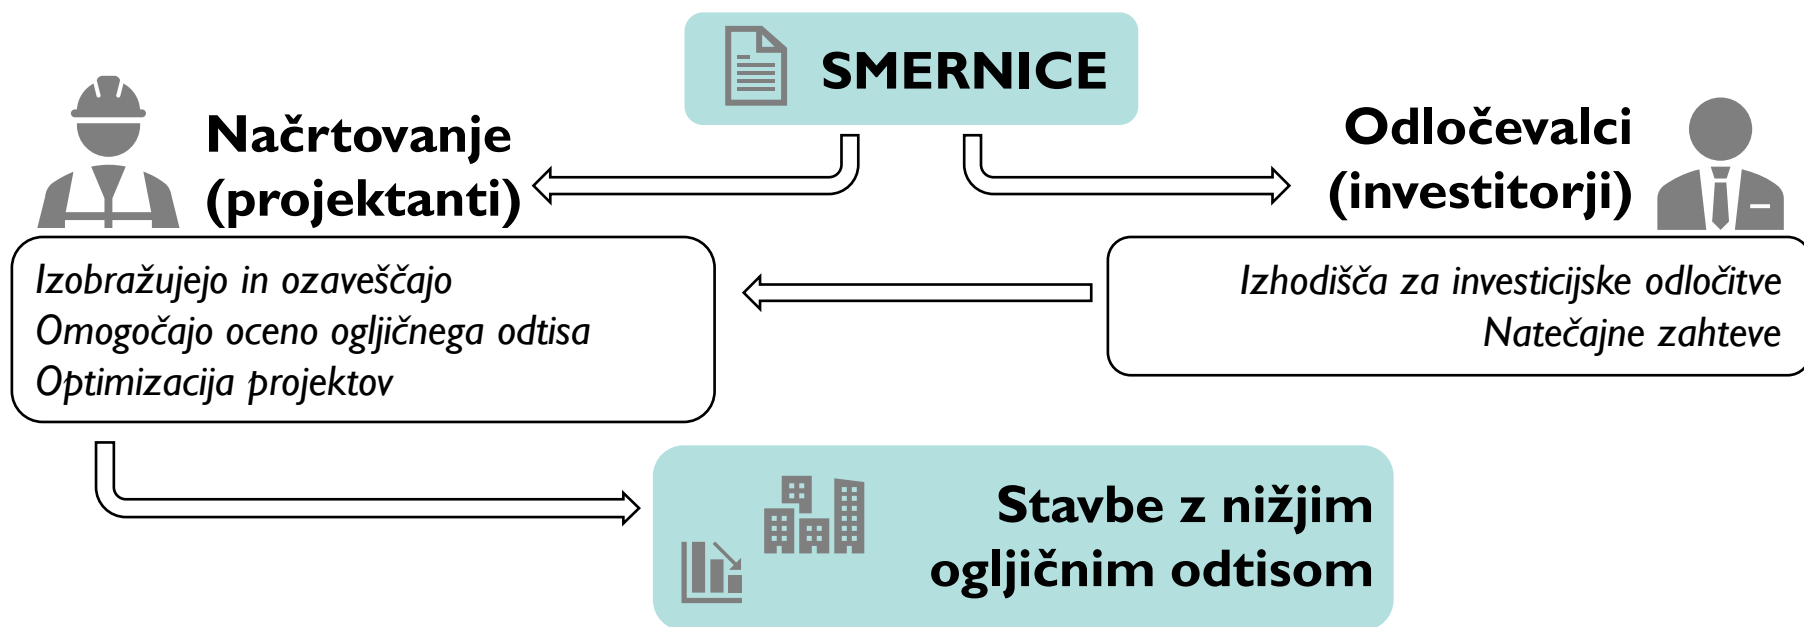 SMERNICE
Načrtovanje
(projektanti)
Odločevalci
(investitorji)
Izobražujejo in ozaveščajo
Omogočajo oceno ogljičnega odtisa
Optimizacija projektov
Izhodišča za investicijske odločitve
Natečajne zahteve
Stavbe z nižjim
ogljičnim odtisom